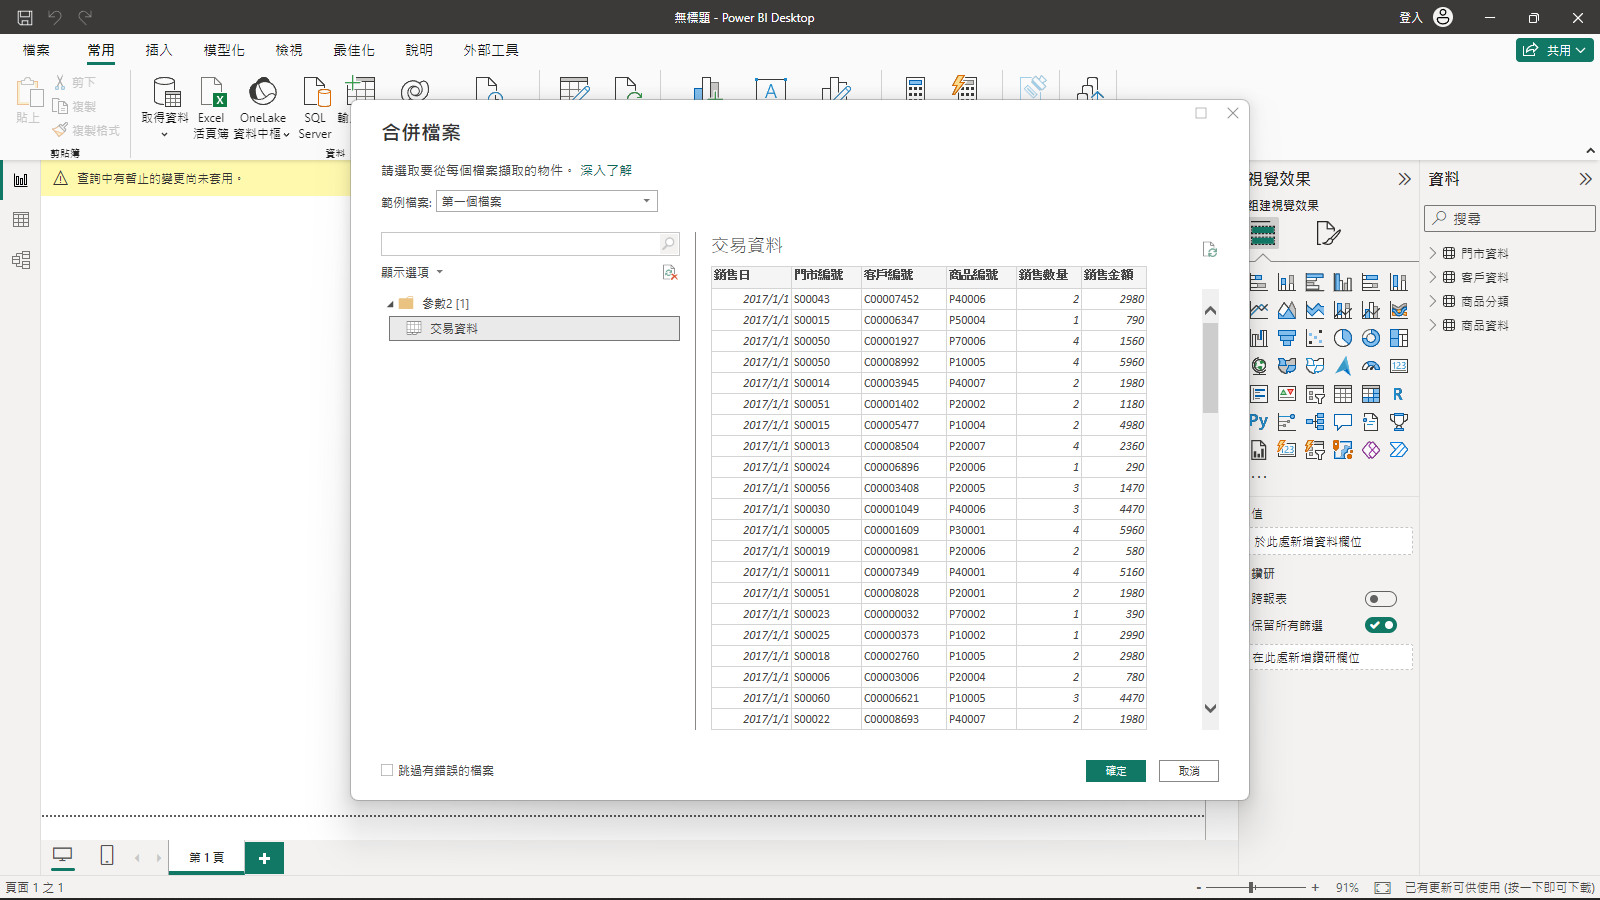 無標題 - Power BI Desktop
登入
檔案 常用 插入 模型化 檢視 最佳化 說明 外部工具
共用
貼上
剪下
複製
複製格式
剪貼簿
取得資料
Excel
活頁簿
OneLake
資料中樞
SQL
Server
資料
查詢中有暫止的變更尚未套用。
合併檔案
請選取要從每個檔案擷取的物件。 深入了解
範例檔案: 第一個檔案
顯示選項
參數2 [1]
交易資料
交易資料
銷售日 門市編號 客戶編號 商品編號 銷售數量 銷售金額
2017/1/1 S00043 C00007452 P40006 2 2980
2017/1/1 S00015 C00006347 P50004 1 790
2017/1/1 S00050 C00001927 P70006 4 1560
2017/1/1 S00050 C00008992 P10005 4 5960
2017/1/1 S00014 C00003945 P40007 2 1980
2017/1/1 S00051 C00001402 P20002 2 1180
2017/1/1 S00015 C00005477 P10004 2 4980
2017/1/1 S00013 C00008504 P20007 4 2360
2017/1/1 S00024 C00006896 P20006 1 290
2017/1/1 S00056 C00003408 P20005 3 1470
2017/1/1 S00030 C00001049 P40006 3 4470
2017/1/1 S00005 C00001609 P30001 4 5960
2017/1/1 S00019 C00000981 P20006 2 580
2017/1/1 S00011 C00007349 P40001 4 5160
2017/1/1 S00051 C00008028 P20001 2 1980
2017/1/1 S00023 C00000032 P70002 1 390
2017/1/1 S00025 C00000373 P10002 1 2990
2017/1/1 S00018 C00002760 P10005 2 2980
2017/1/1 S00006 C00003006 P20004 2 780
2017/1/1 S00060 C00006621 P10005 3 4470
2017/1/1 S00022 C00008693 P40007 2 1980
跳過有錯誤的檔案
確定
取消
視覺效果
組建視覺效果
R
Py
123
123
值
於此處新增資料欄位
鑽研
跨報表
保留所有篩選
在此處新增鑽研欄位
資料
搜尋
門市資料
客戶資料
商品分類
商品資料
第 1 頁
頁面 1 之 1
- + 91%
已有更新可供使用 (按一下即可下載)